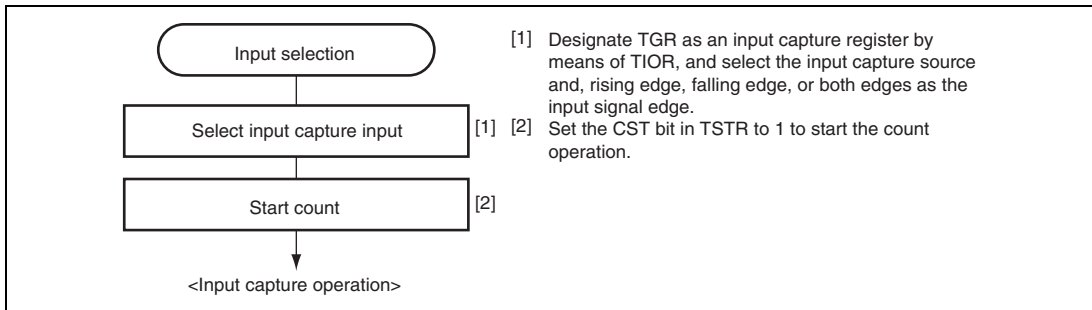 Input selection
Select input capture input
[1]
Start count
[2]
<Input capture operation>
[1] Designate TGR as an input capture register by
means of TIOR, and select the input capture source
and, rising edge, falling edge, or both edges as the
input signal edge.
[2] Set the CST bit in TSTR to 1 to start the count
operation.